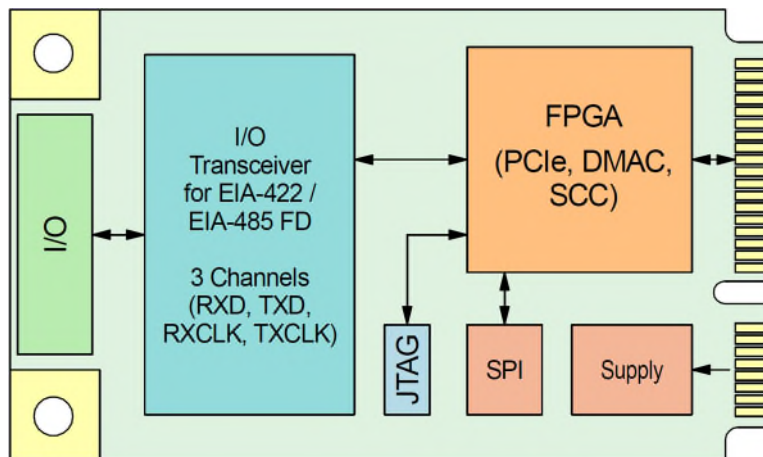 I/O
I/O
Transceiver
for EIA-422 /
EIA-485 FD
3 Channels
(RXD, TXD,
RXCLK, TXCLK)
FPGA
(PCIe, DMAC,
SCC)
JTAG
SPI
Supply